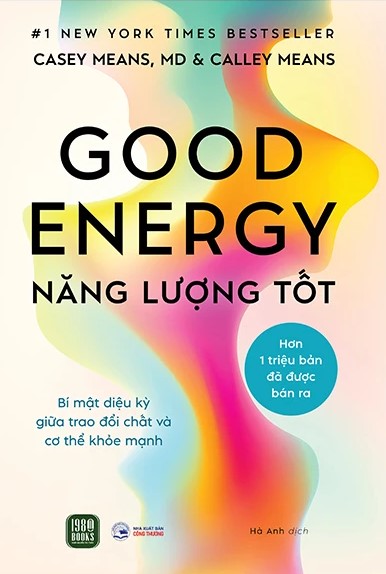 #1 NEW YORK TIMES BESTSELLER
CASEY MEANS, MD & CALLEY MEANS
GOOD
ENERGY
NĂNG LƯỢNG TỐT
Hơn
1 triệu bản
đã được
bán ra
Bí mật diệu kỳ
giữa trao đổi chất và
cơ thể khỏe mạnh
1980
BOOKS
NHÀ XUẤT BẢN
CÔNG THƯƠNG
Hà Anh dịch